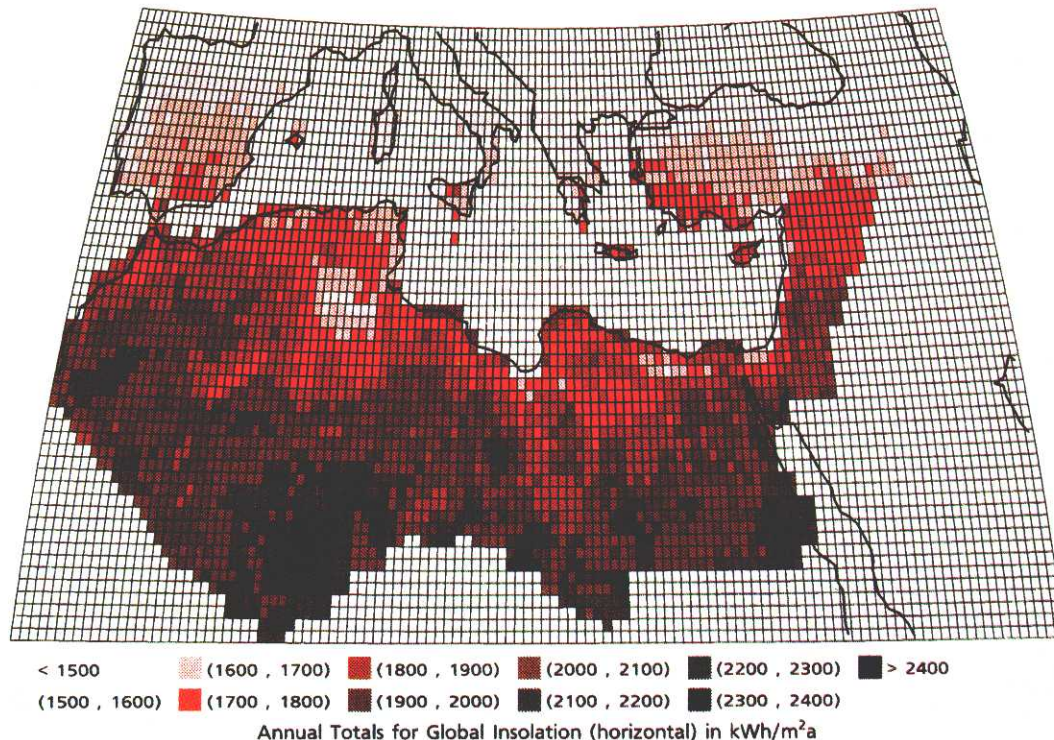 < 1500 (1600 , 1700) (1800 , 1900) (2000 , 2100) (2200 , 2300) > 2400
(1500 , 1600) (1700 , 1800) (1900 , 2000) (2100 , 2200) (2300 , 2400)
Annual Totals for Global Insolation (horizontal) in kWh/m²a